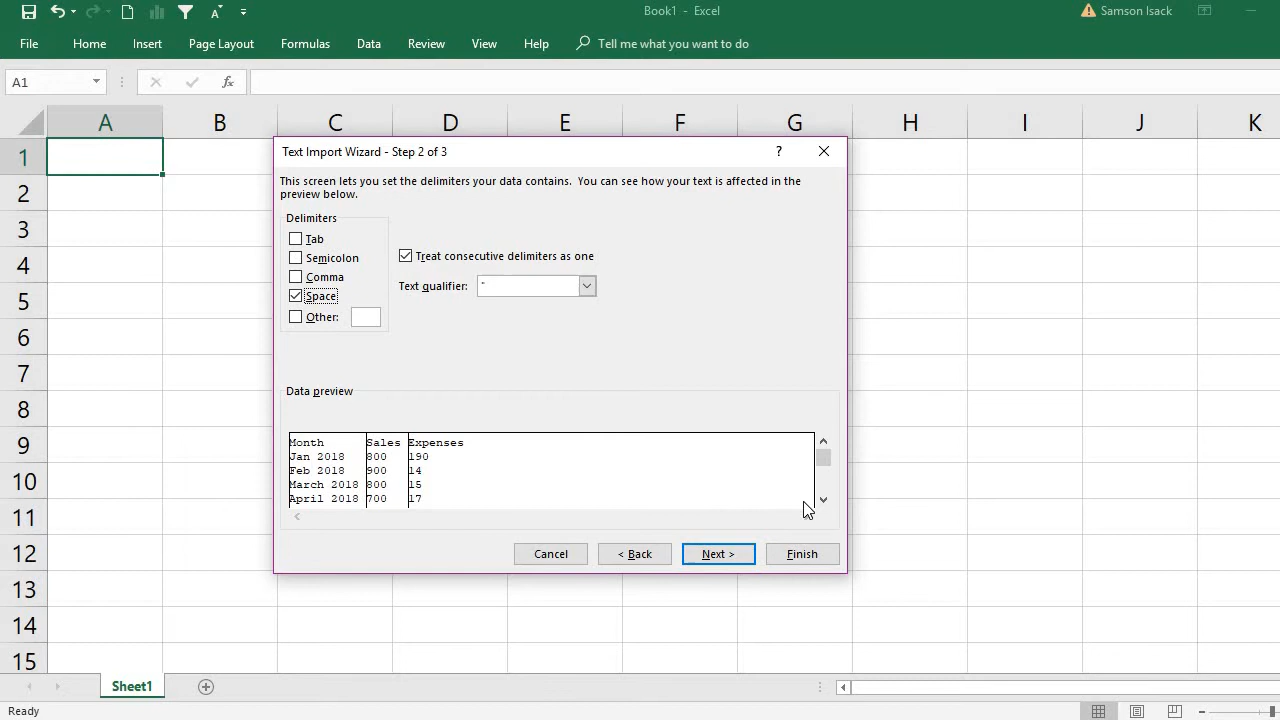 Book1 - Excel
Samson Isack
File Home Insert Page Layout Formulas Data Review View Help Tell me what you want to do
A1
fx
A B C D E F G H I J K
1
2
3
4
5
6
7
8
9
10
11
12
13
14
15
Text Import Wizard - Step 2 of 3
?
This screen lets you set the delimiters your data contains. You can see how your text is affected in the
preview below.
Delimiters
Tab
Semicolon
Comma
Space
Other:
Treat consecutive delimiters as one
Text qualifier: "
Data preview
Month Sales Expenses
Jan 2018 800 190
Feb 2018 900 14
March 2018 800 15
April 2018 700 17
Cancel < Back Next > Finish
Sheet1
Ready